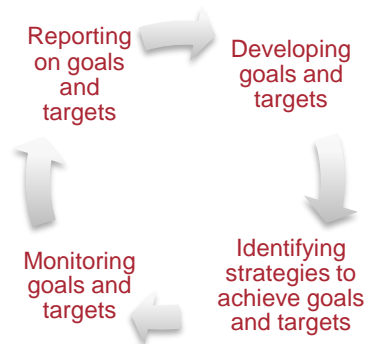 Reporting
on goals
and
targets
Developing
goals and
targets
Identifying
strategies to
achieve goals
and targets
Monitoring
goals and
targets